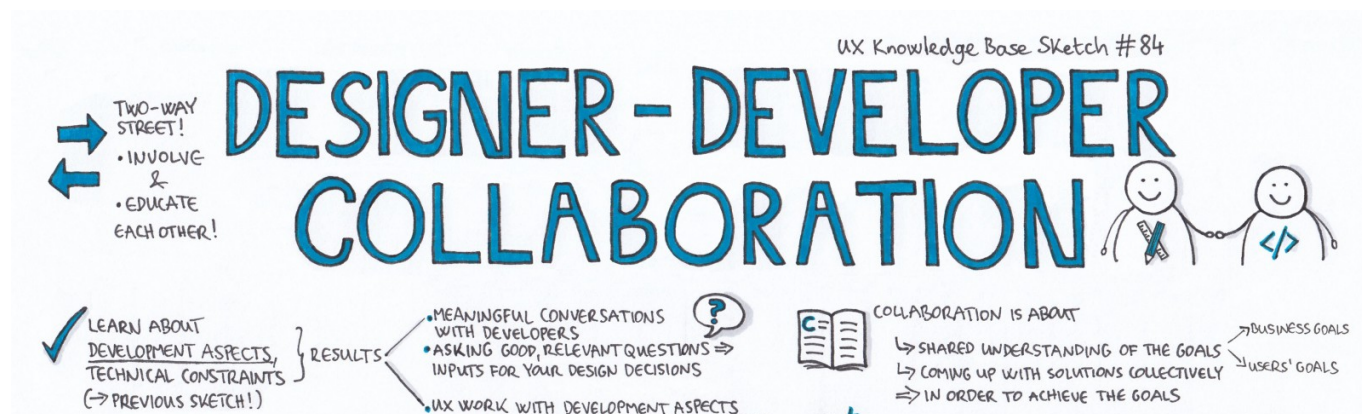 UX Knowledge Base Sketch #84
DESIGNER-DEVELOPER
COLLABORATION
TWO-WAY
STREET!
• INVOLVE
&
• EDUCATE
EACH OTHER!
</>
LEARN ABOUT
DEVELOPMENT ASPECTS,
TECHNICAL CONSTRAINTS
(→ PREVIOUS SKETCH!)
RESULTS
• MEANINGFUL CONVERSATIONS
WITH DEVELOPERS
• ASKING GOOD, RELEVANT QUESTIONS ⇒
INPUTS FOR YOUR DESIGN DECISIONS
• UX WORK WITH DEVELOPMENT ASPECTS
?
C=
COLLABORATION IS ABOUT
↳ SHARED UNDERSTANDING OF THE GOALS
BUSINESS GOALS
USERS' GOALS
↳ COMING UP WITH SOLUTIONS COLLECTIVELY
⇒ IN ORDER TO ACHIEVE THE GOALS